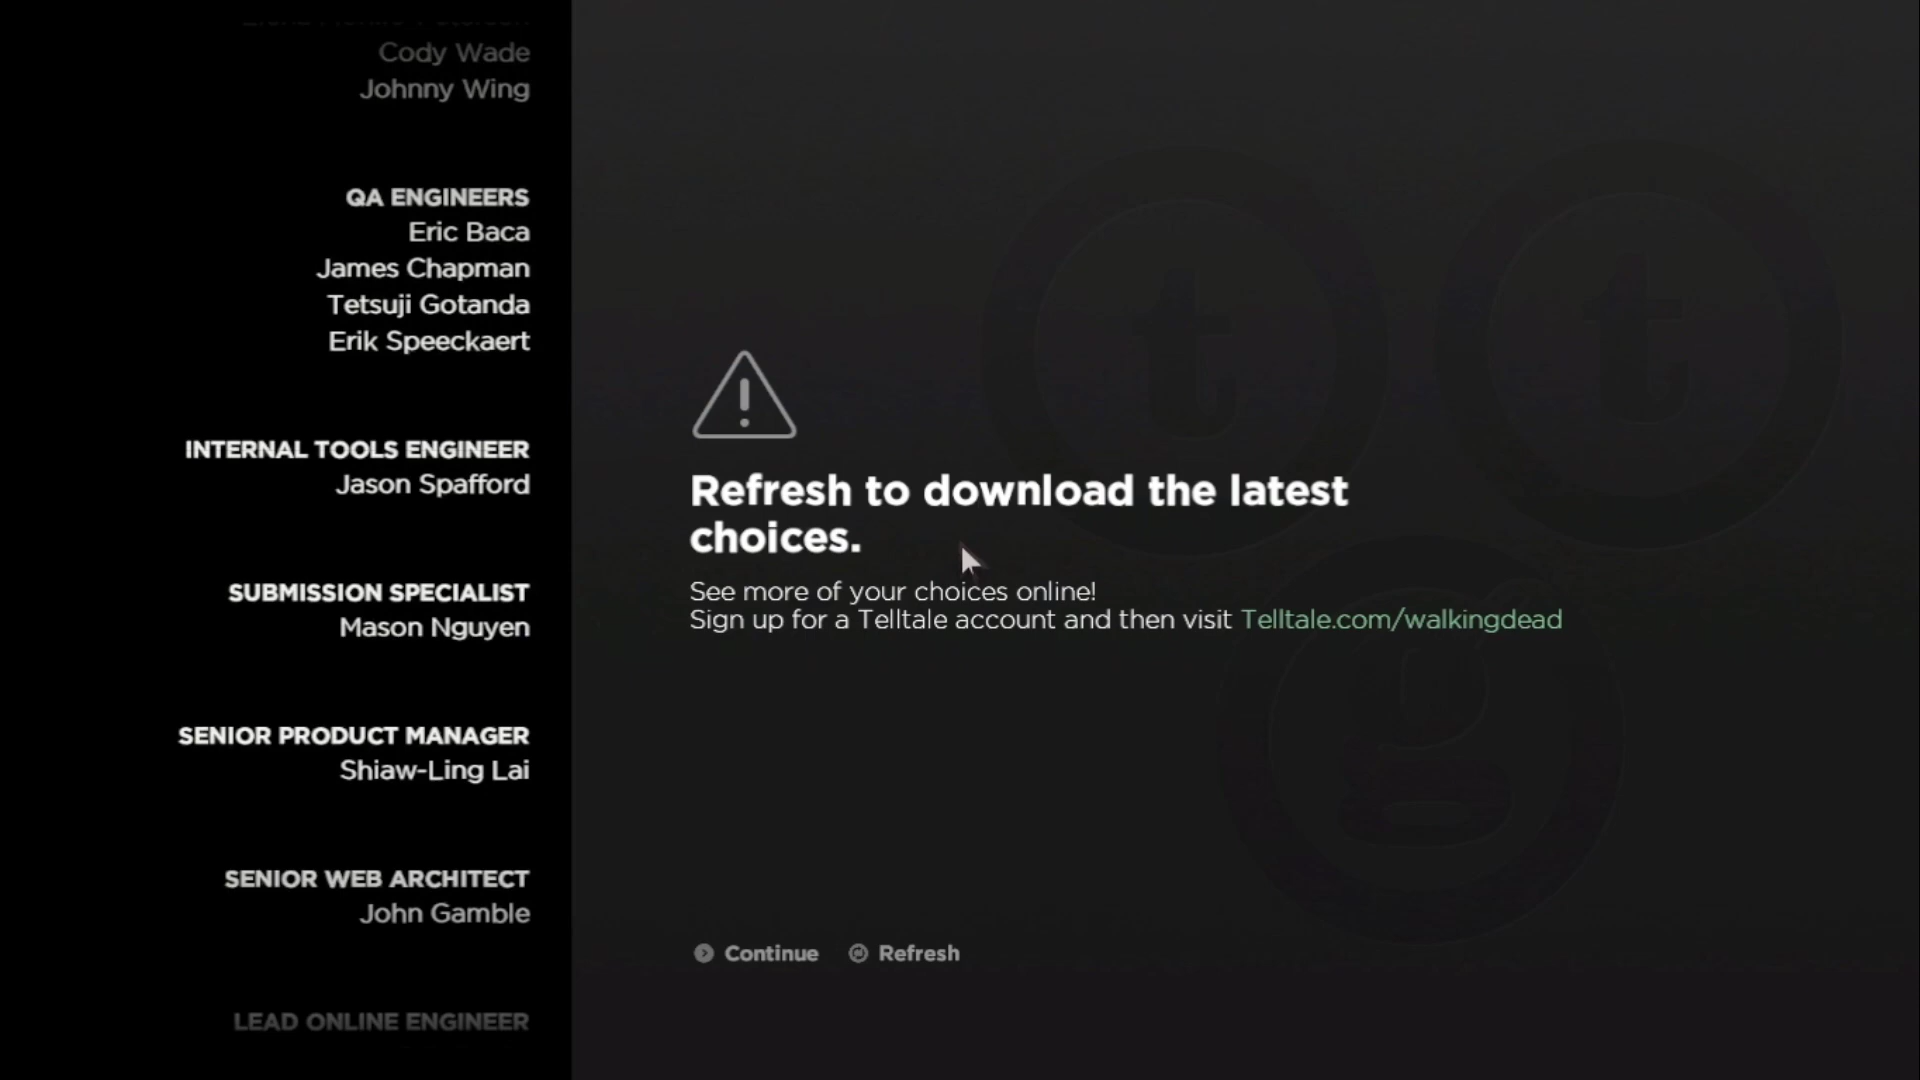 Cody Wade
Johnny Wing
QA ENGINEERS
Eric Baca
James Chapman
Tetsuji Gotanda
Erik Speeckaert
INTERNAL TOOLS ENGINEER
Jason Spafford
SUBMISSION SPECIALIST
Mason Nguyen
SENIOR PRODUCT MANAGER
Shiaw-Ling Lai
SENIOR WEB ARCHITECT
John Gamble
LEAD ONLINE ENGINEER
t t
g
Refresh to download the latest
choices.
See more of your choices online!
Sign up for a Telltale account and then visit Telltale.com/walkingdead
Continue Refresh